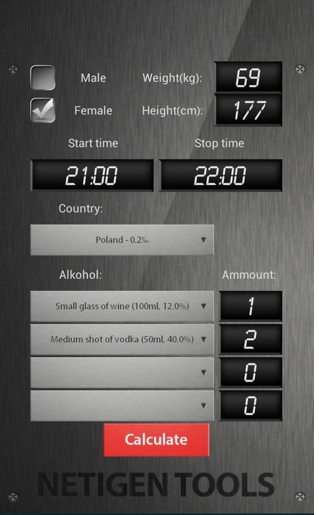 Male Weight(kg): 69
Female Height(cm): 177
Start time Stop time
21:00 22:00
Country:
Poland - 0.2‰
Alkohol: Ammount:
Small glass of wine (100ml, 12.0%) 1
Medium shot of vodka (50ml, 40.0%) 2
0
0
Calculate
NETIGEN TOOLS